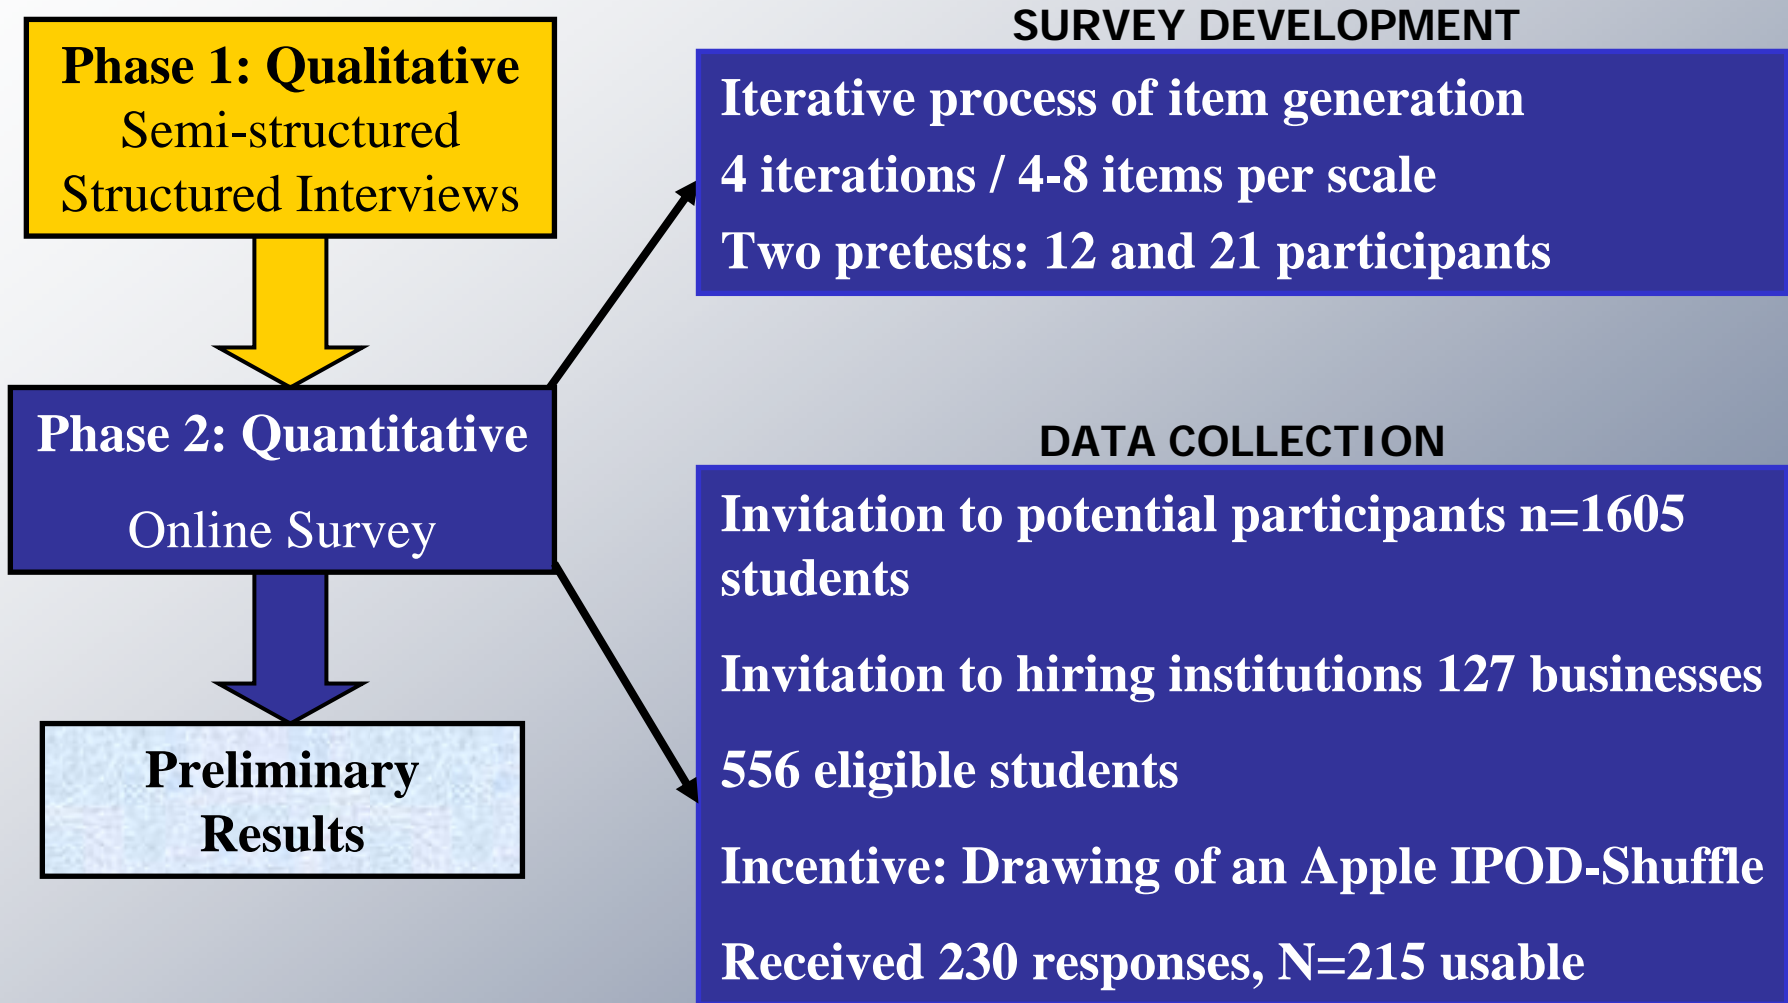 Phase 1: Qualitative
Semi-structured
Structured Interviews
Phase 2: Quantitative
Online Survey
Preliminary
Results
SURVEY DEVELOPMENT
Iterative process of item generation
4 iterations / 4-8 items per scale
Two pretests: 12 and 21 participants
DATA COLLECTION
Invitation to potential participants n=1605
students
Invitation to hiring institutions 127 businesses
556 eligible students
Incentive: Drawing of an Apple IPOD-Shuffle
Received 230 responses, N=215 usable